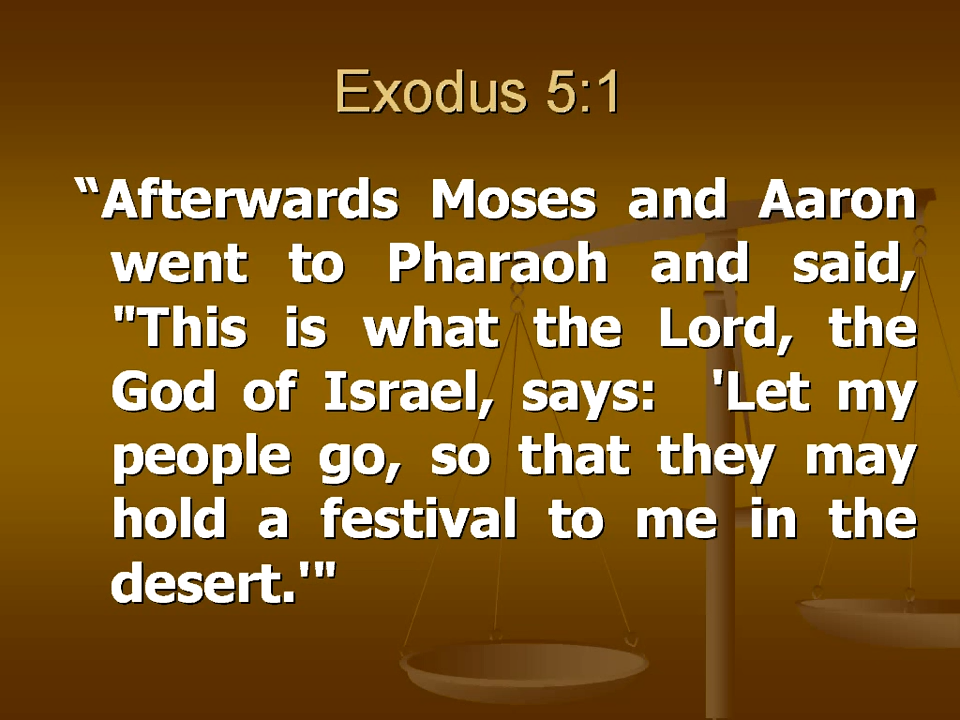 Exodus 5:1
“Afterwards Moses and Aaron
went to Pharaoh and said,
"This is what the Lord, the
God of Israel, says: 'Let my
people go, so that they may
hold a festival to me in the
desert.'"